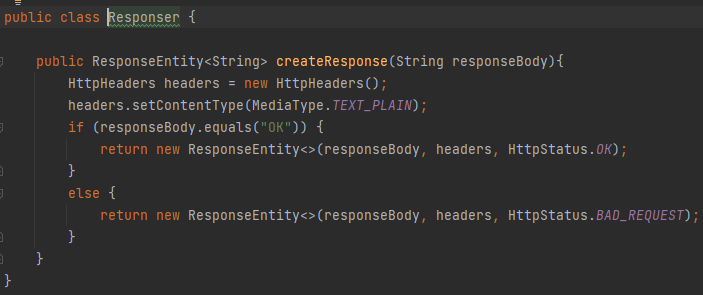 public class Responser {
public ResponseEntity<String> createResponse(String responseBody){
HttpHeaders headers = new HttpHeaders();
headers.setContentType(MediaType.TEXT_PLAIN);
if (responseBody.equals("OK")) {
return new ResponseEntity<>(responseBody, headers, HttpStatus.OK);
}
else {
return new ResponseEntity<>(responseBody, headers, HttpStatus.BAD_REQUEST);
}
}
}